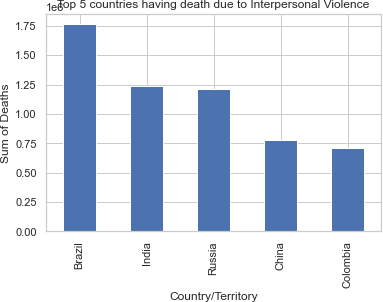 Top 5 countries having death due to Interpersonal Violence
1e6
1.75
1.50
1.25
1.00
0.75
0.50
0.25
0.00
Sum of Deaths
Brazil
India
Russia
China
Colombia
Country/Territory